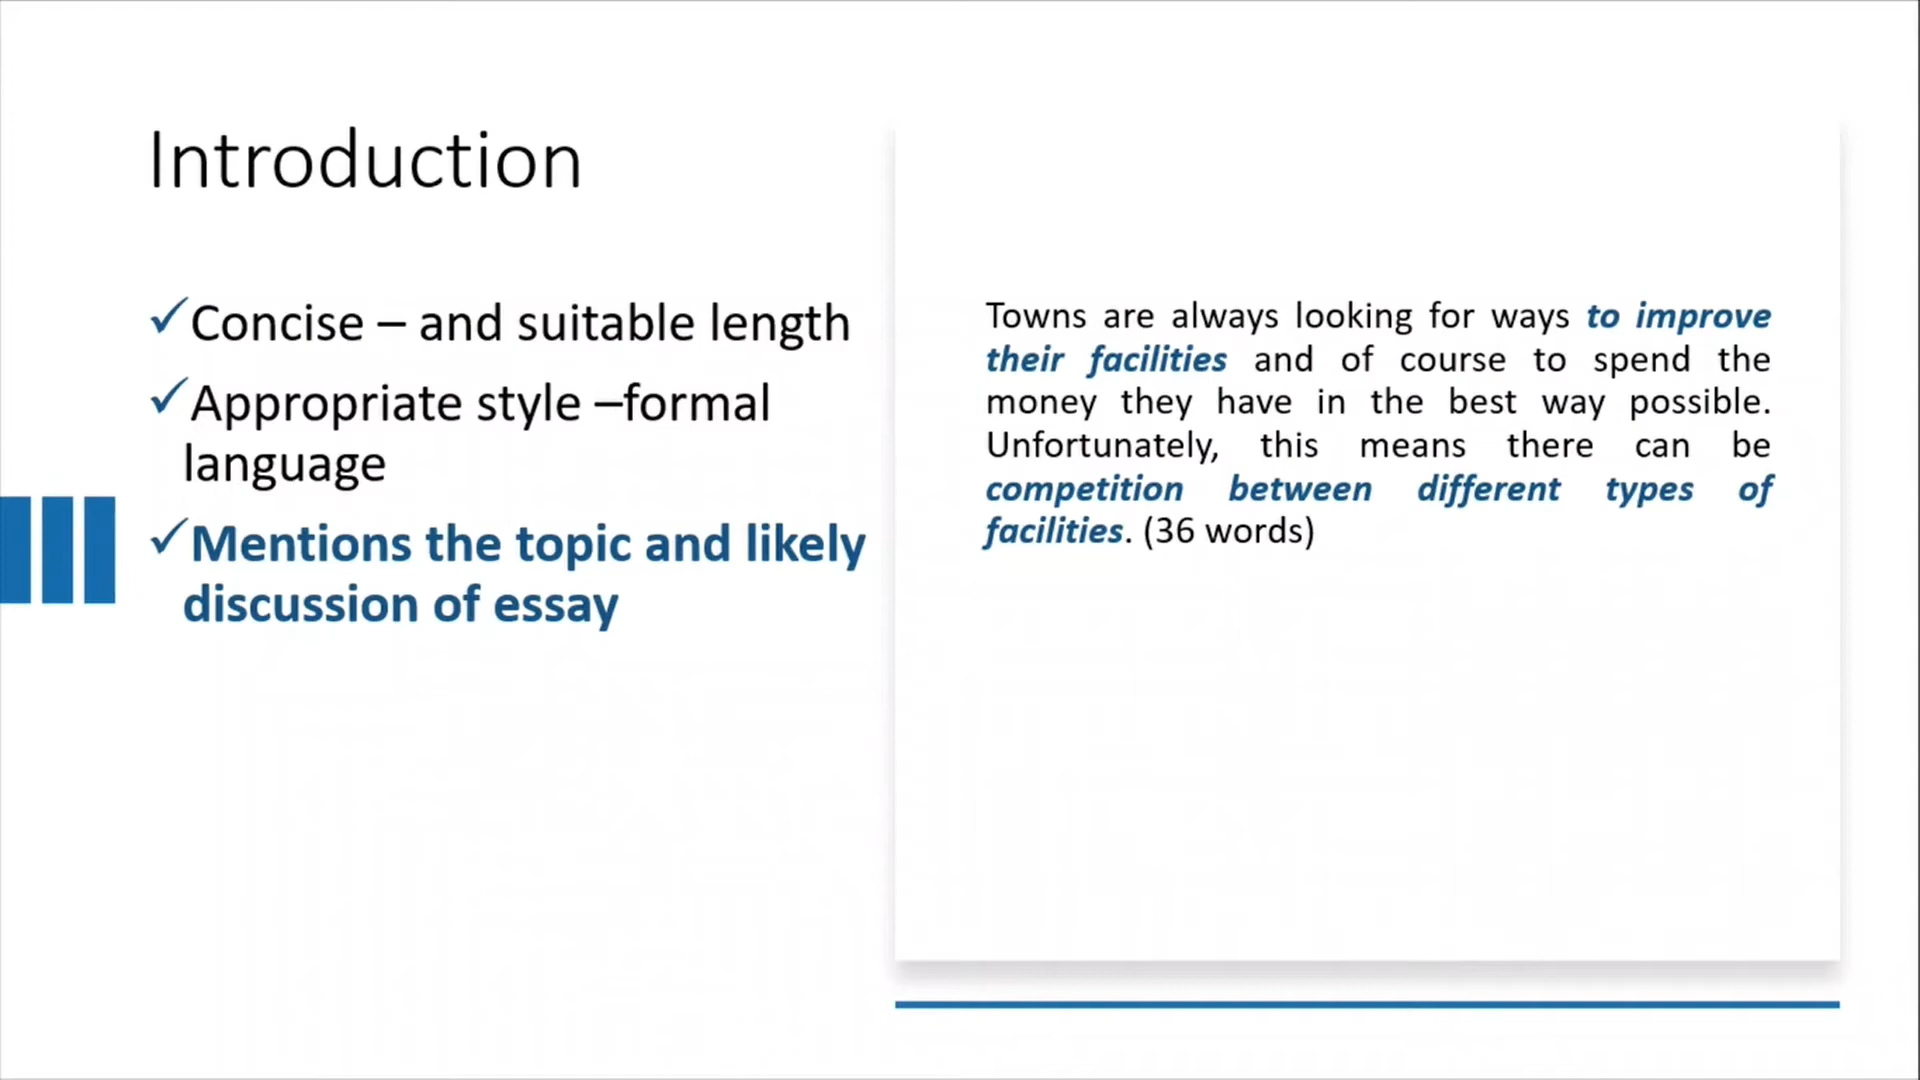 Introduction
✓Concise – and suitable length
✓Appropriate style –formal
language
✓Mentions the topic and likely
discussion of essay
Towns are always looking for ways to improve
their facilities and of course to spend the
money they have in the best way possible.
Unfortunately, this means there can be
competition between different types of
facilities. (36 words)